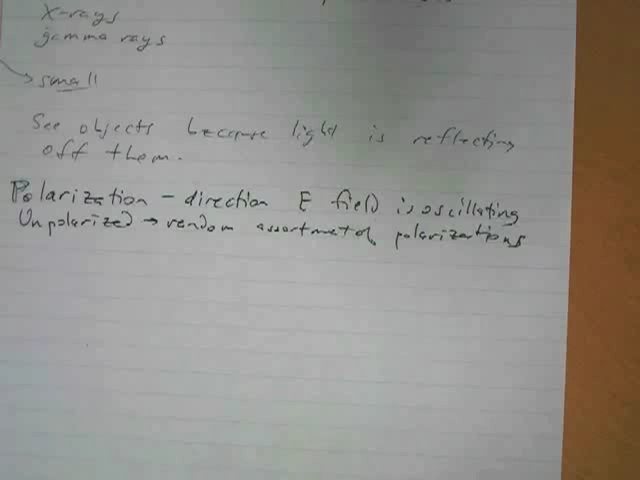 x-rays
gamma rays
small
See objects because light is reflecting
off them.
Polarization - direction E field is oscillating
Unpolarized → random assortmet of polarizations